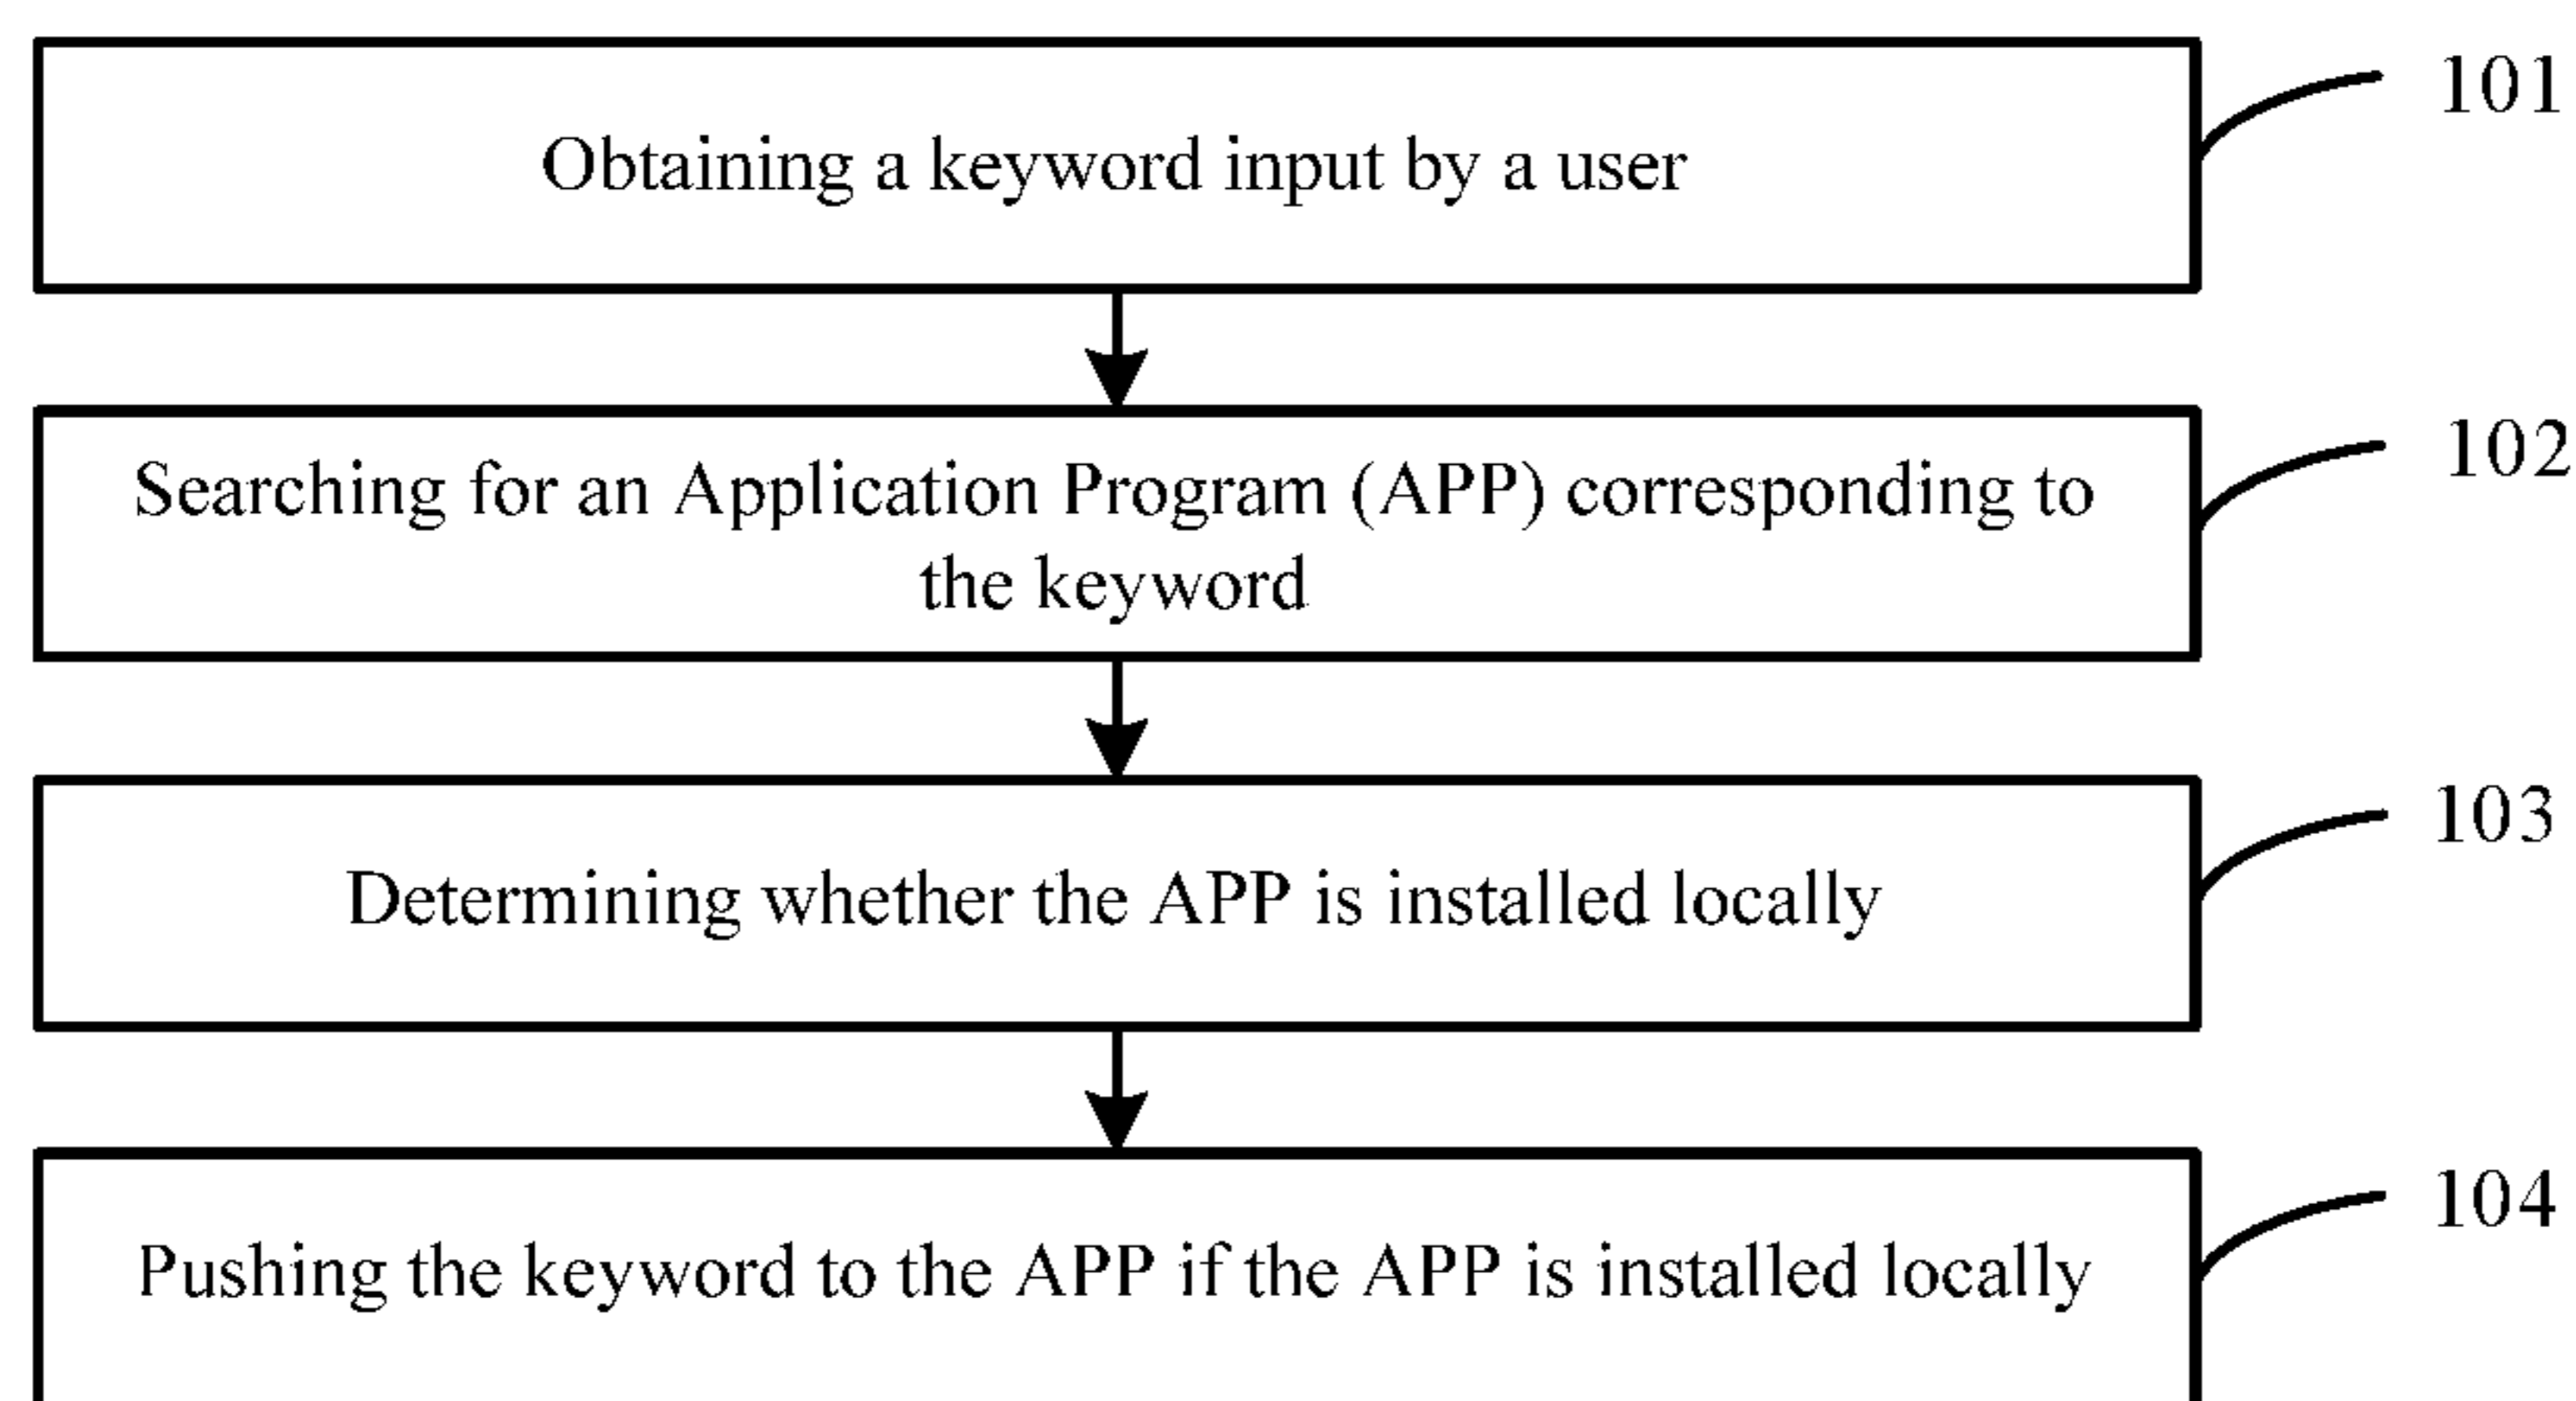 Obtaining a keyword input by a user
101
Searching for an Application Program (APP) corresponding to
the keyword
102
Determining whether the APP is installed locally
103
Pushing the keyword to the APP if the APP is installed locally
104